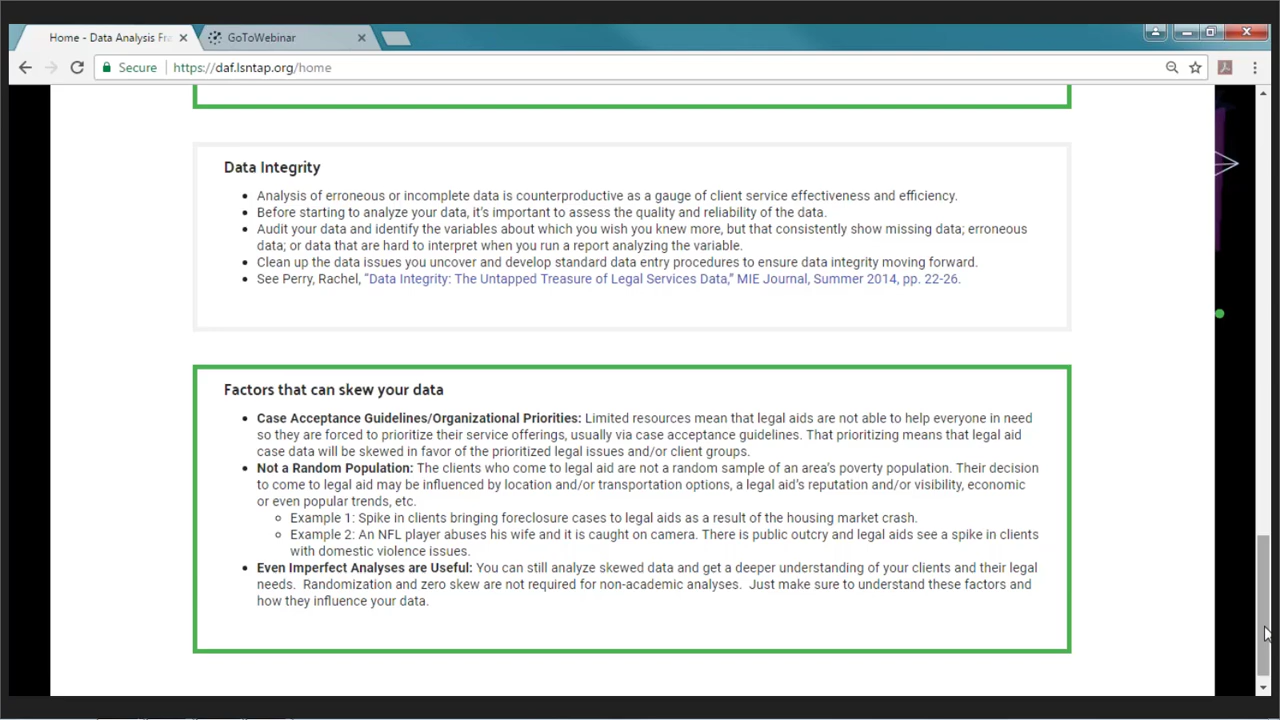 Home - Data Analysis Fra
GoToWebinar
Secure
https://daf.lsntap.org/home
Data Integrity
Analysis of erroneous or incomplete data is counterproductive as a gauge of client service effectiveness and efficiency.
Before starting to analyze your data, it's important to assess the quality and reliability of the data.
Audit your data and identify the variables about which you wish you knew more, but that consistently show missing data; erroneous
data; or data that are hard to interpret when you run a report analyzing the variable.
Clean up the data issues you uncover and develop standard data entry procedures to ensure data integrity moving forward.
See Perry, Rachel, "Data Integrity: The Untapped Treasure of Legal Services Data," MIE Journal, Summer 2014, pp. 22-26.
Factors that can skew your data
Case Acceptance Guidelines/Organizational Priorities: Limited resources mean that legal aids are not able to help everyone in need
so they are forced to prioritize their service offerings, usually via case acceptance guidelines. That prioritizing means that legal aid
case data will be skewed in favor of the prioritized legal issues and/or client groups.
Not a Random Population: The clients who come to legal aid are not a random sample of an area's poverty population. Their decision
to come to legal aid may be influenced by location and/or transportation options, a legal aid's reputation and/or visibility, economic
or even popular trends, etc.
Example 1: Spike in clients bringing foreclosure cases to legal aids as a result of the housing market crash.
Example 2: An NFL player abuses his wife and it is caught on camera. There is public outcry and legal aids see a spike in clients
with domestic violence issues.
Even Imperfect Analyses are Useful: You can still analyze skewed data and get a deeper understanding of your clients and their legal
needs. Randomization and zero skew are not required for non-academic analyses. Just make sure to understand these factors and
how they influence your data.